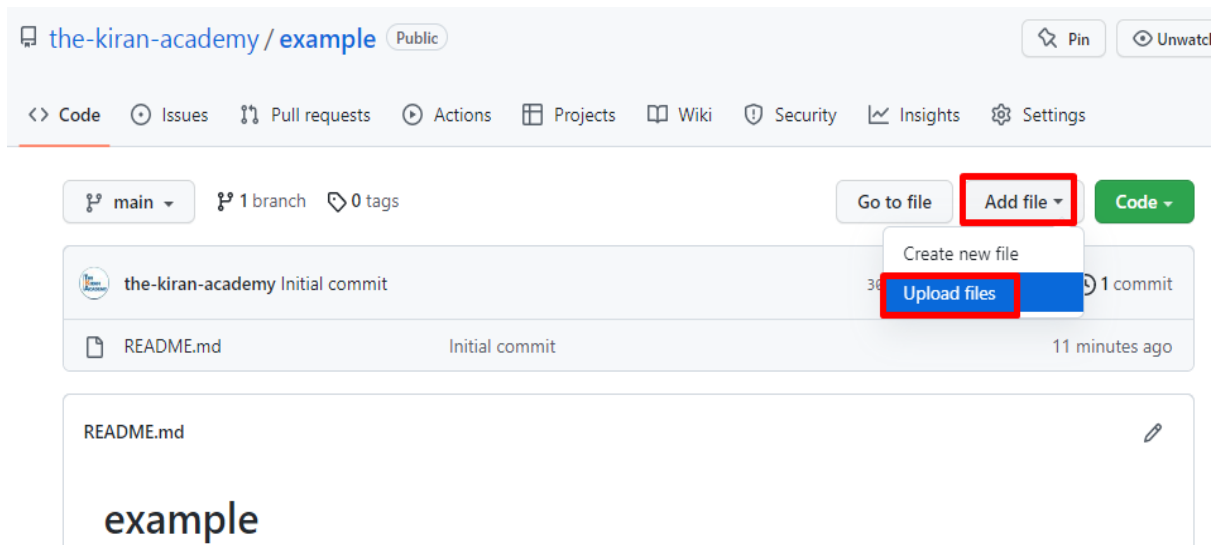 the-kiran-academy / example Public Pin Unwatch
<> Code Issues Pull requests Actions Projects Wiki Security Insights Settings
main 1 branch 0 tags Go to file Add file Code
Create new file
the-kiran-academy Initial commit 1 commit
Upload files
README.md Initial commit 11 minutes ago
README.md
example